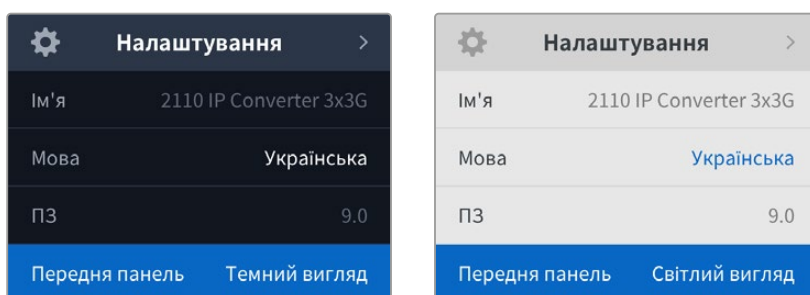 Налаштування
Ім'я 2110 IP Converter 3x3G
Мова Українська
ПЗ 9.0
Передня панель Темний вигляд
Налаштування
Ім'я 2110 IP Converter 3x3G
Мова Українська
ПЗ 9.0
Передня панель Світлий вигляд